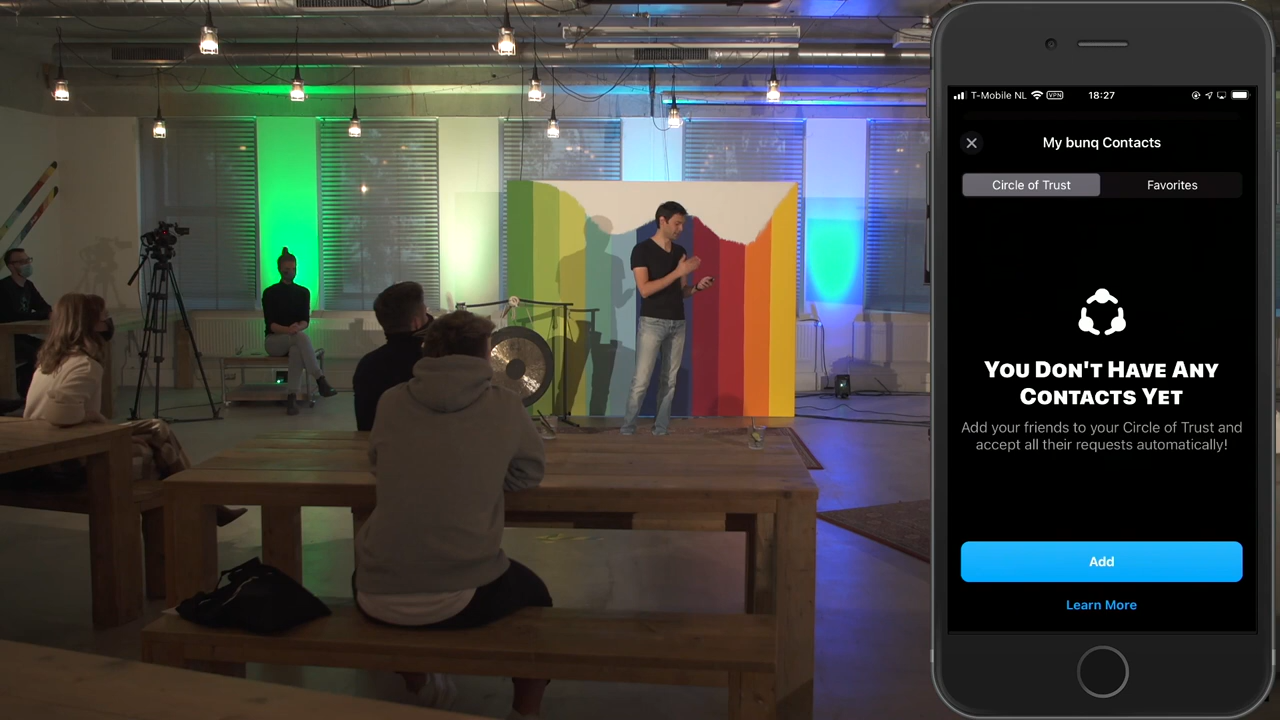 T-Mobile NL
VPN
18:27
My bunq Contacts
Circle of Trust
Favorites
You Don't Have Any
Contacts Yet
Add your friends to your Circle of Trust and
accept all their requests automatically!
Add
Learn More